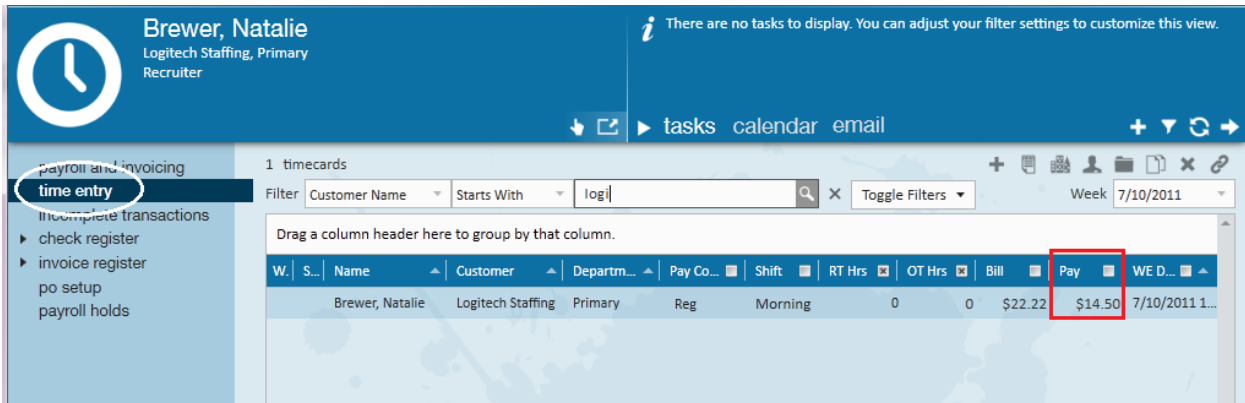 Brewer, Natalie
Logitech Staffing, Primary
Recruiter
There are no tasks to display. You can adjust your filter settings to customize this view.
tasks calendar email
payroll and invoicing
time entry
incomplete transactions
check register
invoice register
po setup
payroll holds
1 timecards
Filter Customer Name Starts With logi Toggle Filters Week 7/10/2011
Drag a column header here to group by that column.
W. S... Name Customer Departm... Pay Co... Shift RT Hrs OT Hrs Bill Pay WE D...
Brewer, Natalie Logitech Staffing Primary Reg Morning 0 0 $22.22 $14.50 7/10/2011 1...